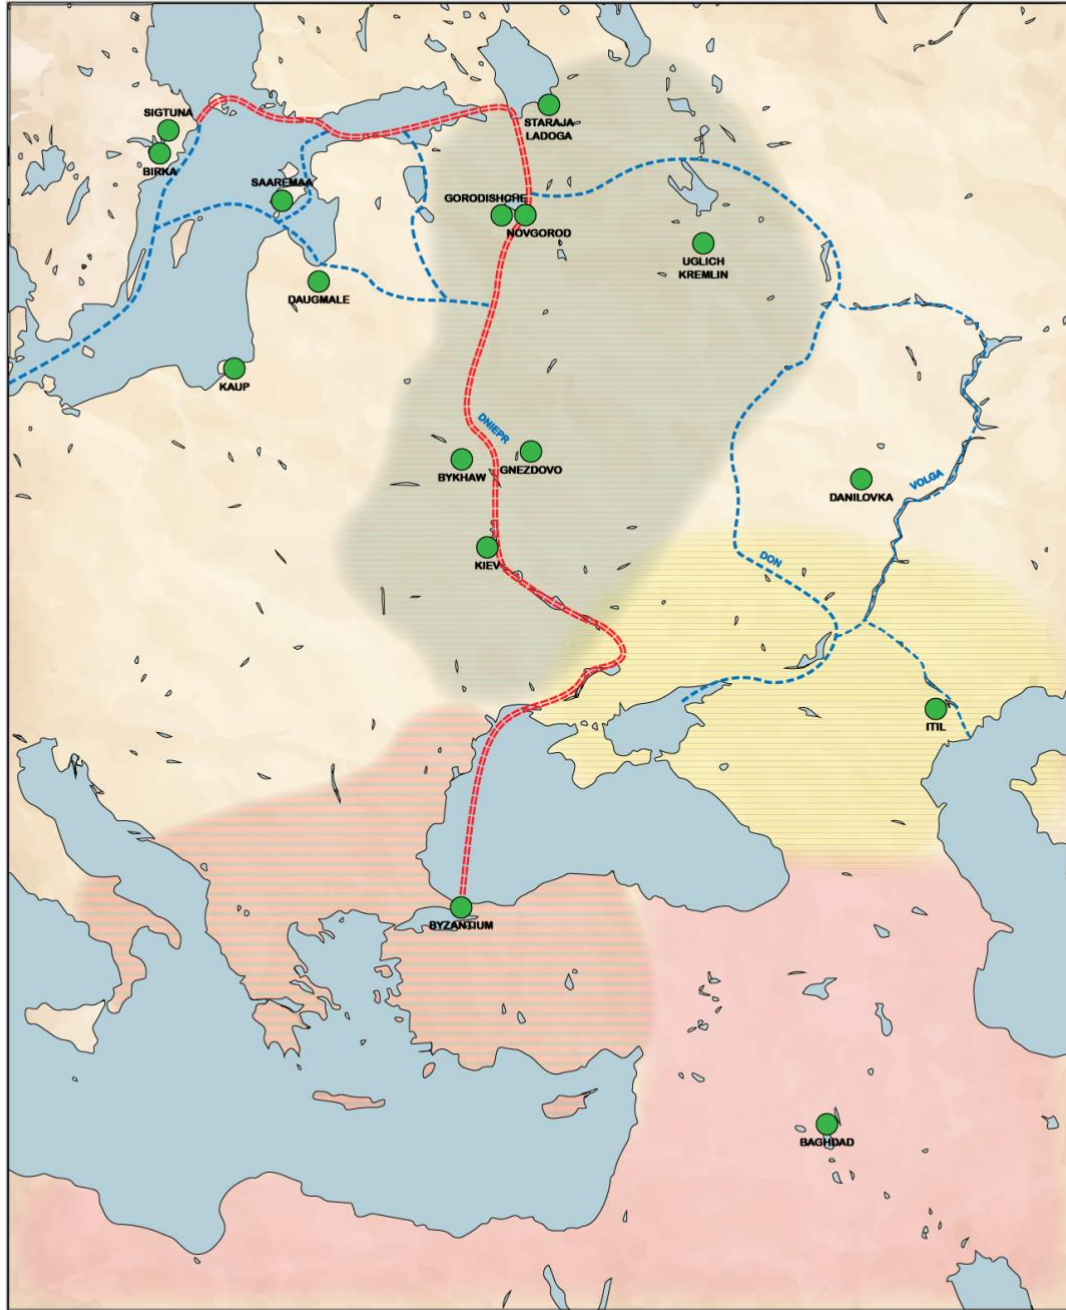 SIGTUNA
STARAJA
LADOGA
BIRKA
SAAREMAA
GORODISHCHE
NOVGOROD
UGLICH
KREMLIN
DAUGMALE
KAUP
DNIEPR
BYKHAW
GNEZDOVO
VOLGA
DANILOVKA
KIEV
DON
ITIL
BYZANTIUM
BAGHDAD